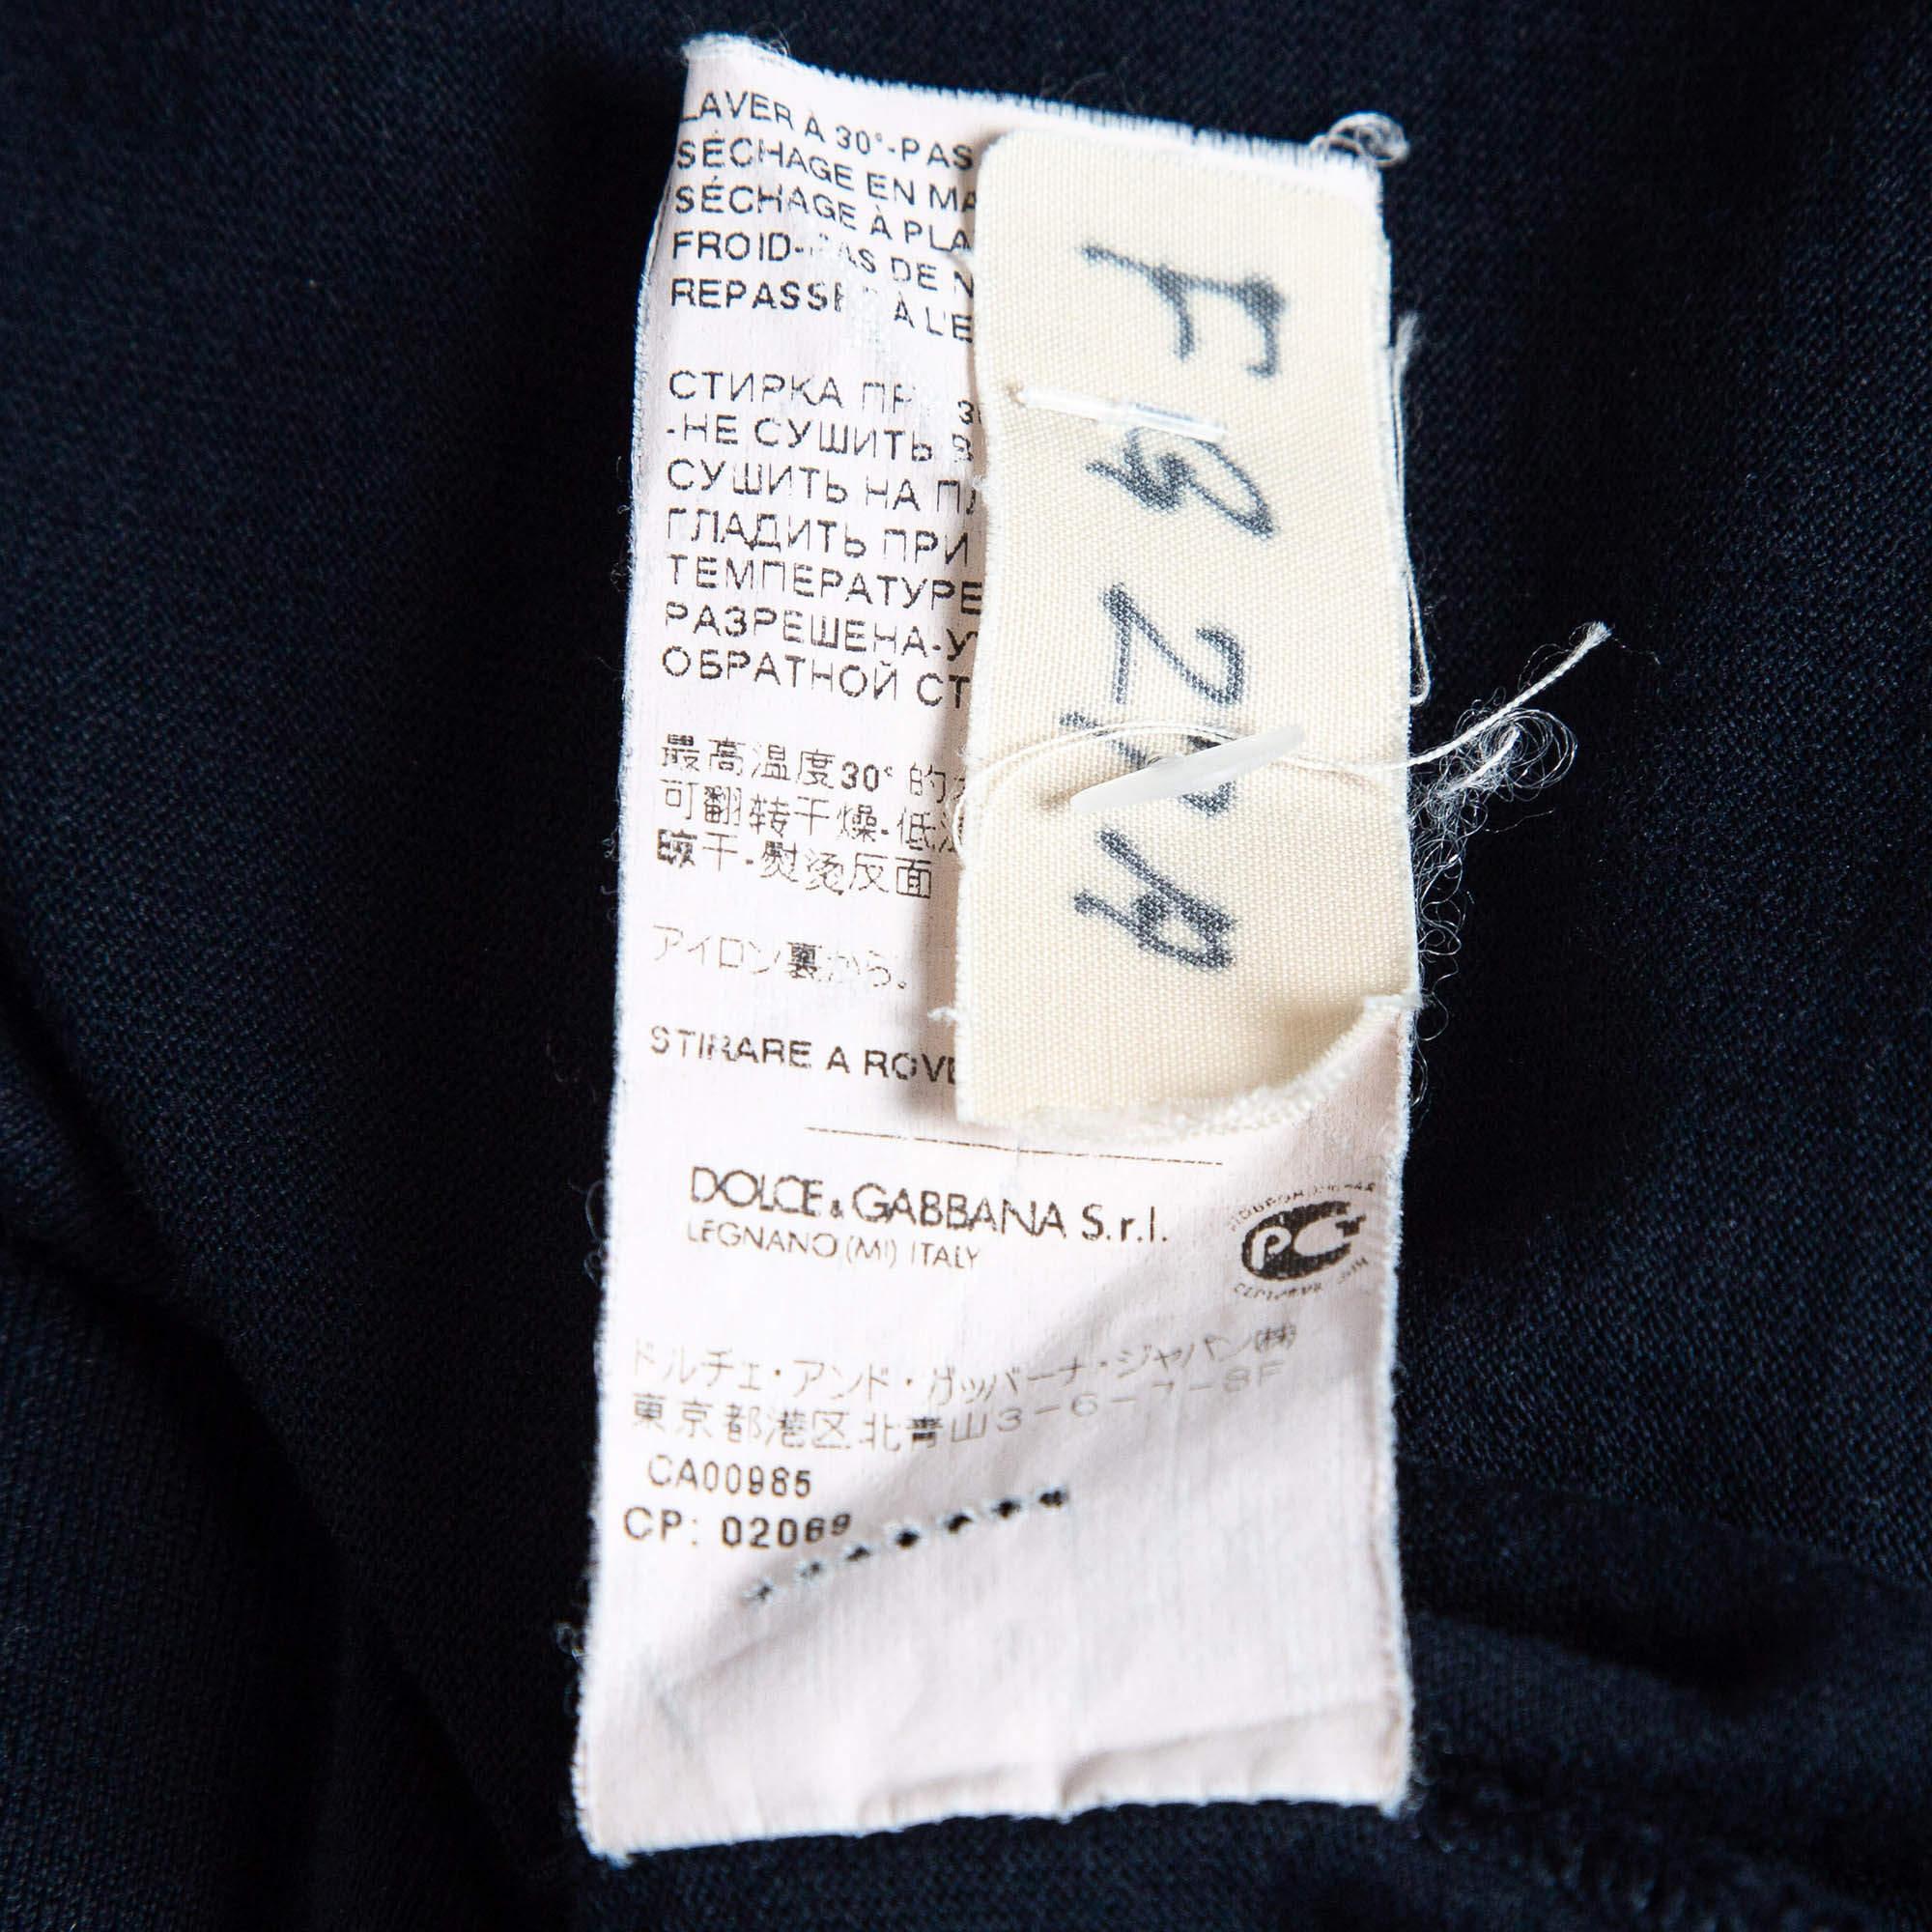 LAVER À 30°-PAS
SÉCHAGE EN MA
SÉCHAGE À PLA
FROID-PAS DE N
REPASSE À L'E
СТИРКА ПРИ 3
-НЕ СУШИТЬ В
СУШИТЬ НА ПЛ
ГЛАДИТЬ ПРИ
ТЕМПЕРАТУРЕ
РАЗРЕШЕНА-У
ОБРАТНОЙ СТ
最高温度30° 的
可翻转干燥-低
晾干-熨烫反面
アイロン裏から。
STIRARE A ROVE
DOLCE & GABBANA S.r.l.
LEGNANO (MI) ITALY
PCT
ドルチェ・アンド・ガッバーナ・ジャパン(株)
東京都港区北青山3-6-7-8F
CA00985
CP: 02069